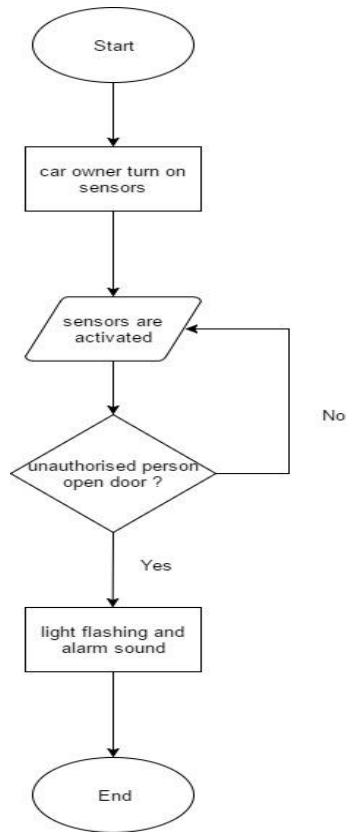 Start
car owner turn on
sensors
sensors are
activated
No
unauthorised person
open door ?
Yes
light flashing and
alarm sound
End